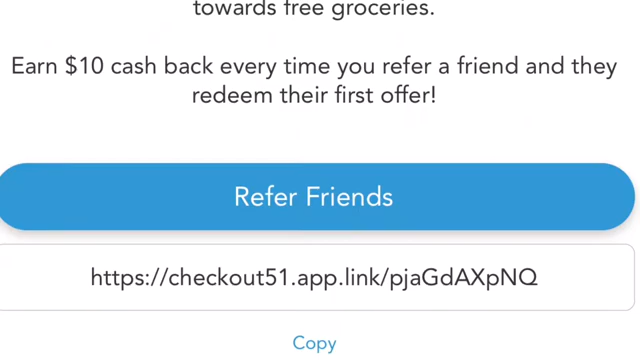 towards free groceries.
Earn $10 cash back every time you refer a friend and they
redeem their first offer!
Refer Friends
https://checkout51.app.link/pjaGdAXpNQ
Copy